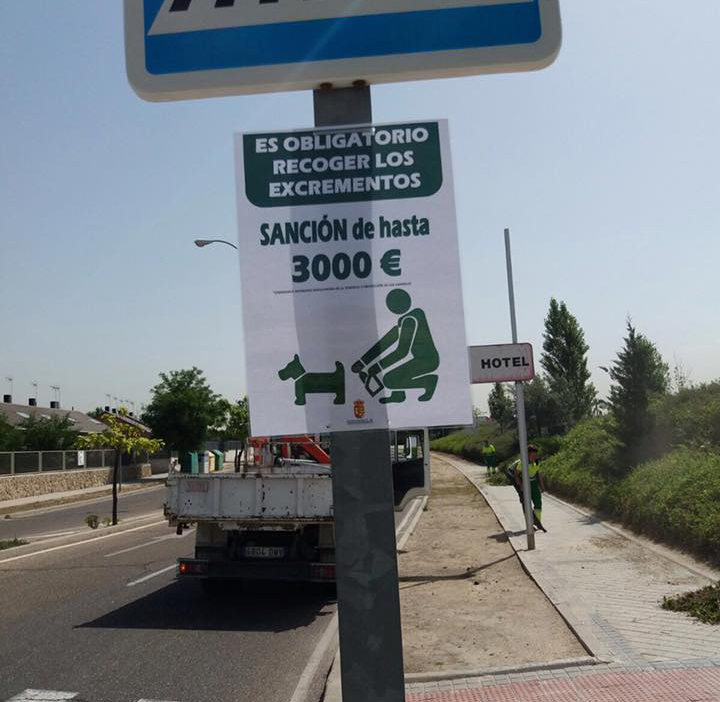 ES OBLIGATORIO
RECOGER LOS
EXCREMENTOS
SANCIÓN de hasta
3000 €
HOTEL